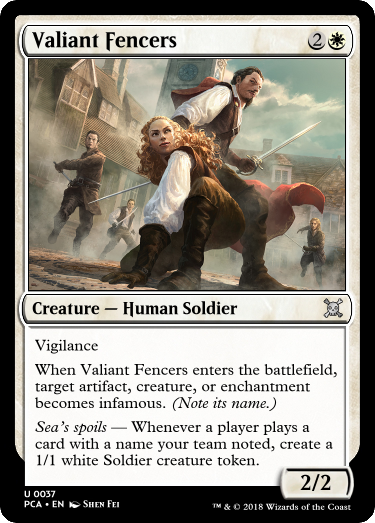 Valiant Fencers 2
Creature — Human Soldier
Vigilance
When Valiant Fencers enters the battlefield,
target artifact, creature, or enchantment
becomes infamous. (Note its name.)
Sea's spoils — Whenever a player plays a
card with a name your team noted, create a
1/1 white Soldier creature token.
2/2
U 0037
PCA • EN Shen Fei
™ & © 2018 Wizards of the Coast